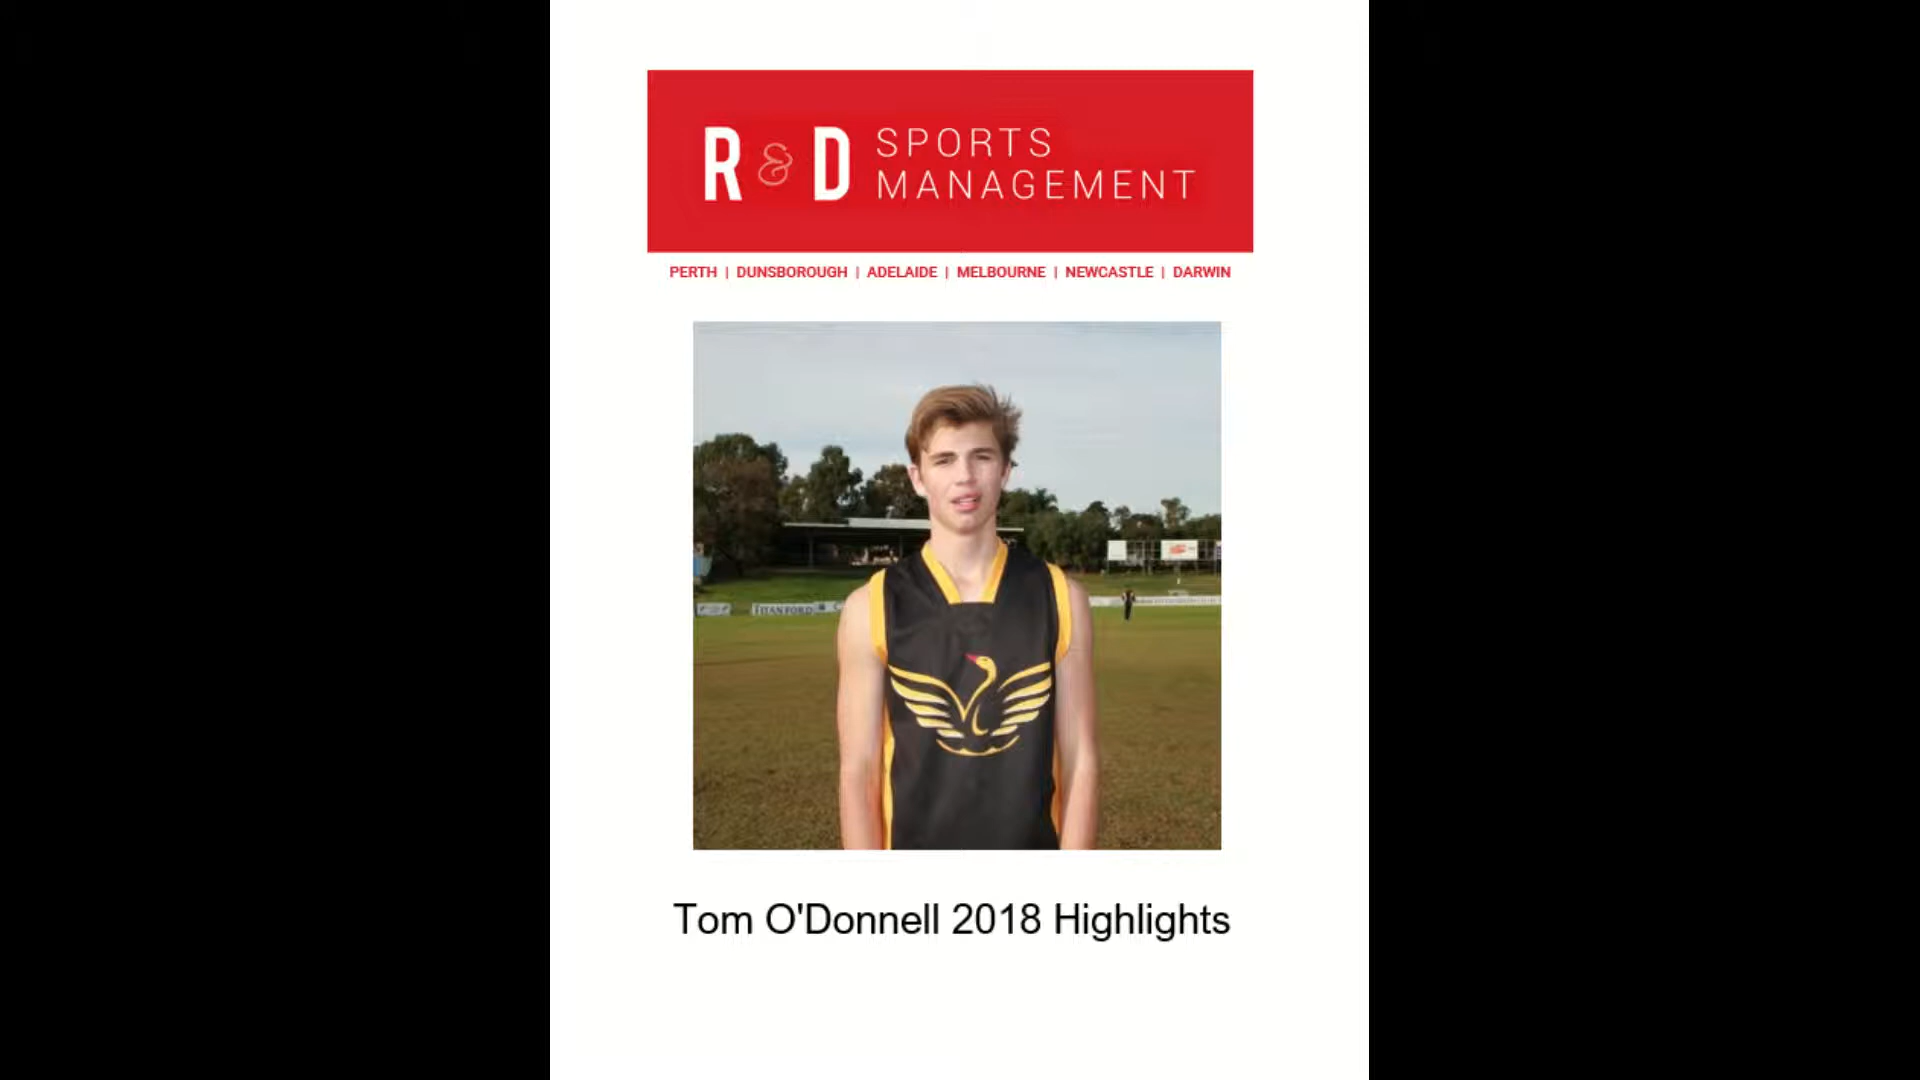 R & D SPORTS
MANAGEMENT
PERTH | DUNSBOROUGH | ADELAIDE | MELBOURNE | NEWCASTLE | DARWIN
Tom O'Donnell 2018 Highlights